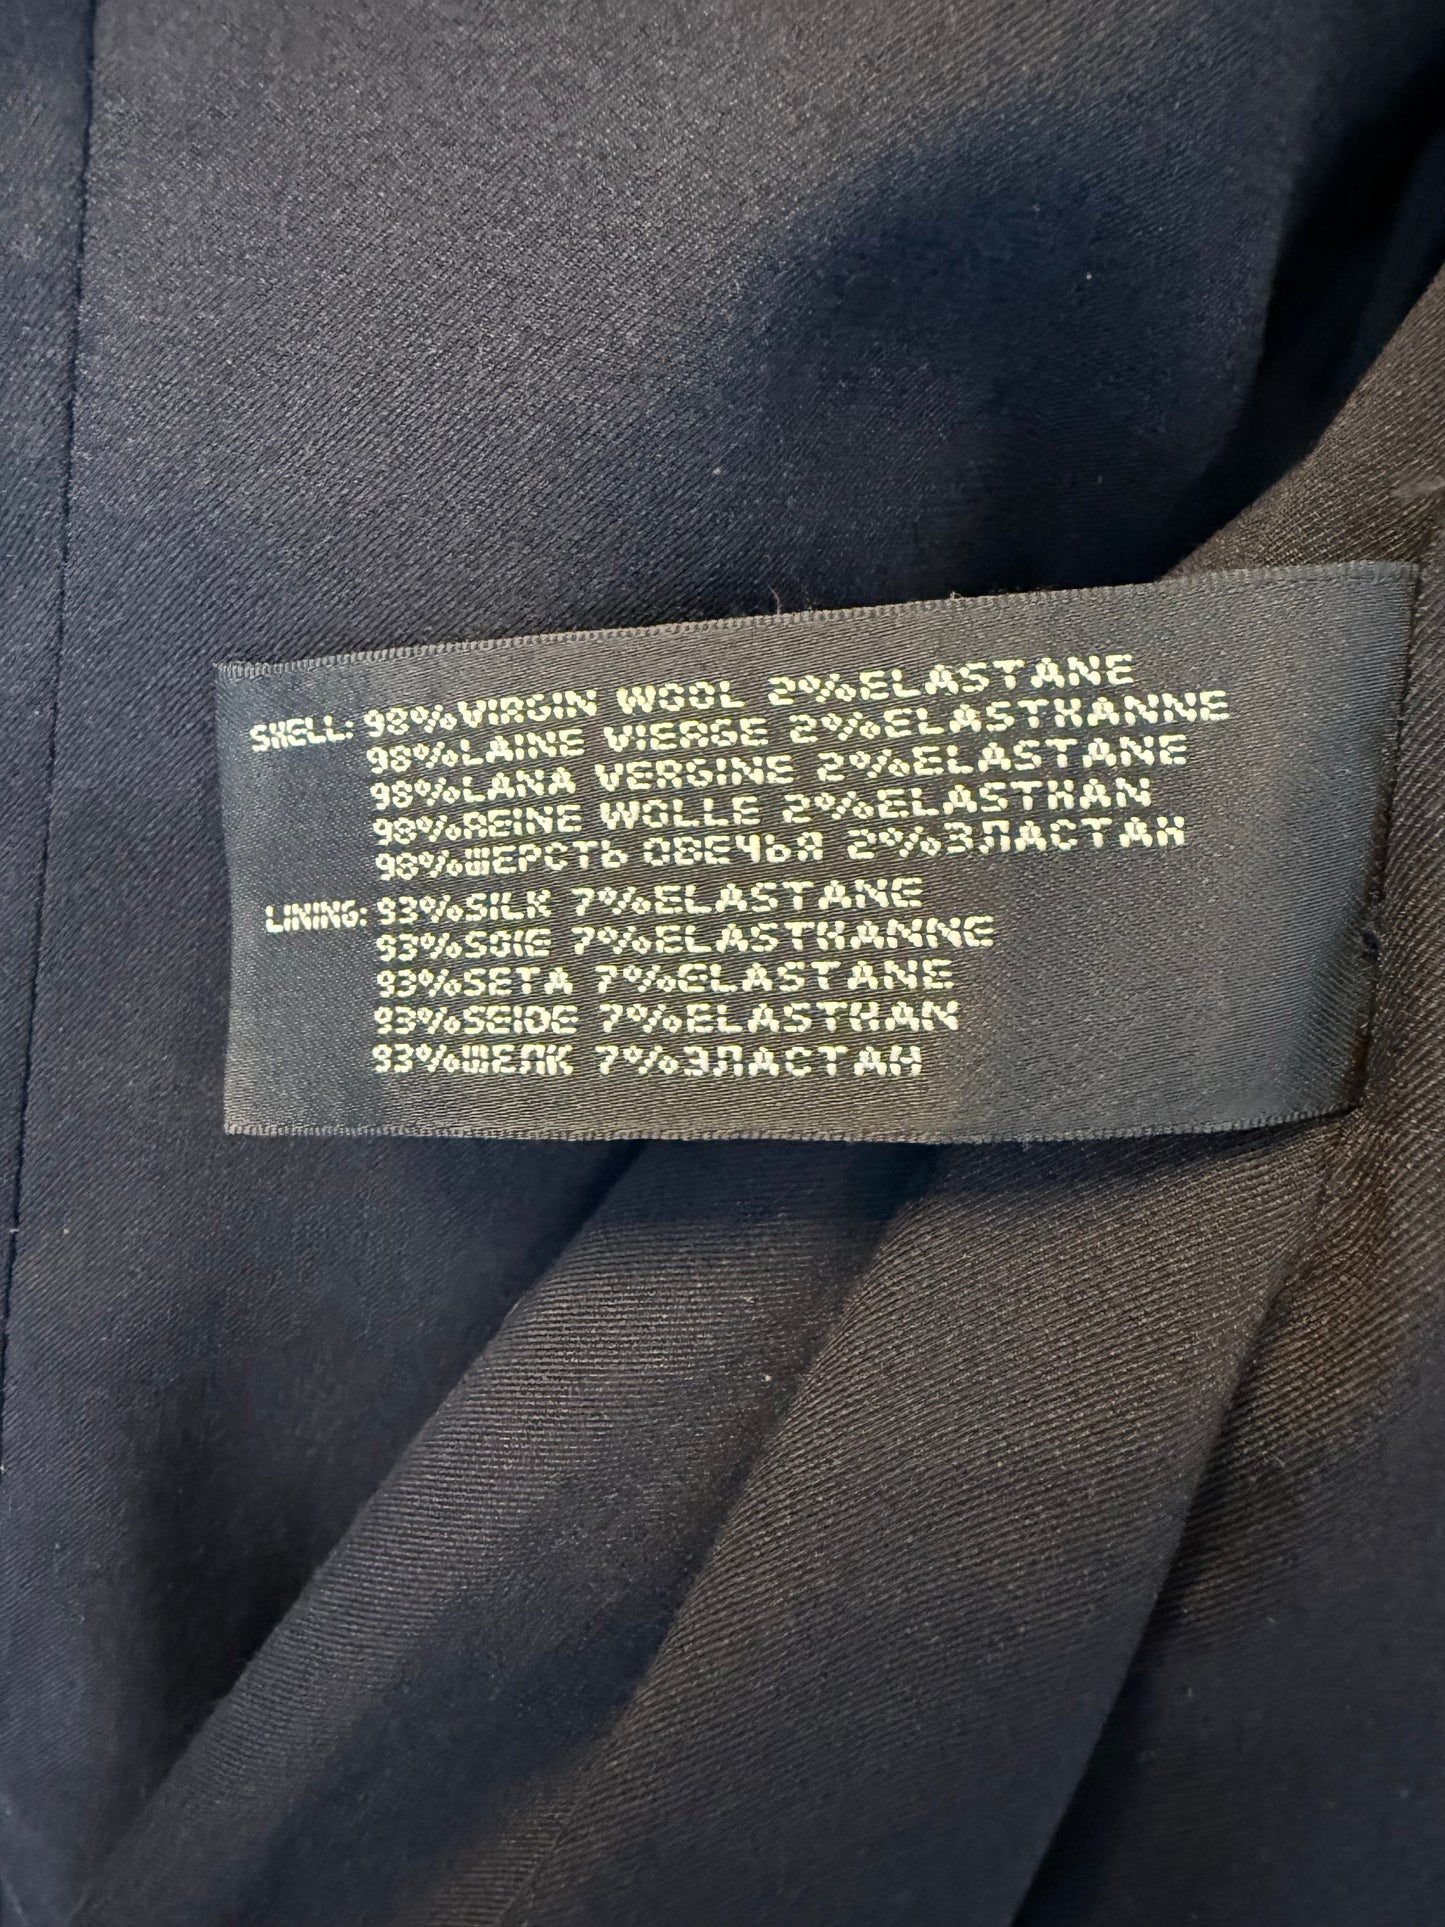 SHELL: 98%VIRGIN WOOL 2%ELASTANE
98%LAINE VIERGE 2%ELASTHANNE
98%LANA VERGINE 2%ELASTANE
98%REINE WOLLE 2%ELASTHAN
98%ШЕРСТЬ ОВЕЧЬЯ 2%ЭЛАСТАН
LINING: 93%SILK 7%ELASTANE
93%SOIE 7%ELASTHANNE
93%SETA 7%ELASTANE
93%SEIDE 7%ELASTHAN
93%ШЕЛК 7%ЭЛАСТАН